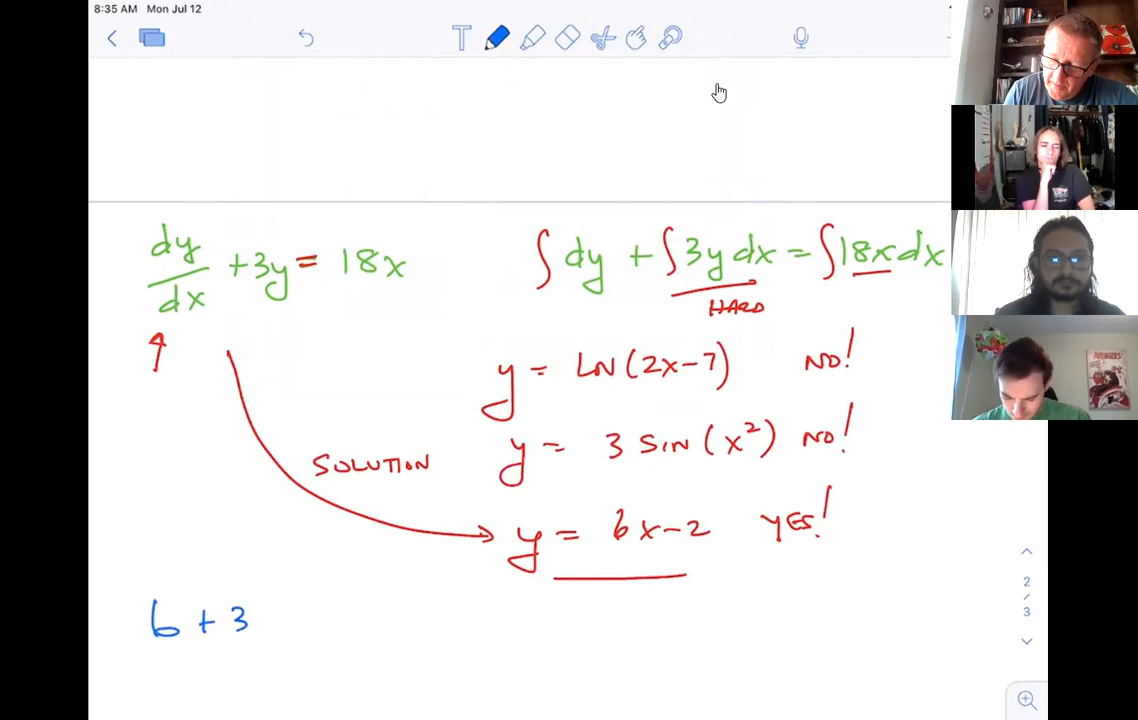 8:35 AM Mon Jul 12
T
dy/dx + 3y = 18x
∫ dy + ∫ 3y dx = ∫ 18x dx
HARD
y = LN(2x-7) NO!
y = 3 SIN(x²) NO!
SOLUTION
y = 6x-2 YES!
6 + 3
2
/
3